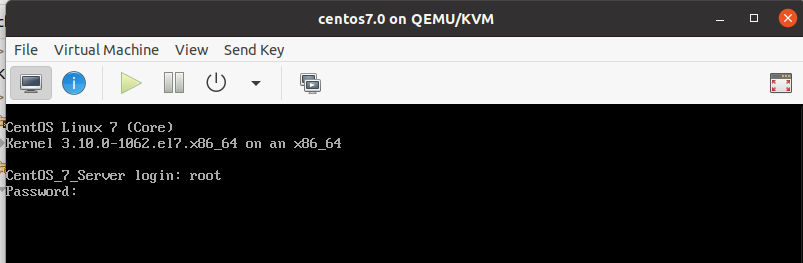 centos7.0 on QEMU/KVM
File Virtual Machine View Send Key
CentOS Linux 7 (Core)
Kernel 3.10.0-1062.el7.x86_64 on an x86_64
CentOS_7_Server login: root
Password: